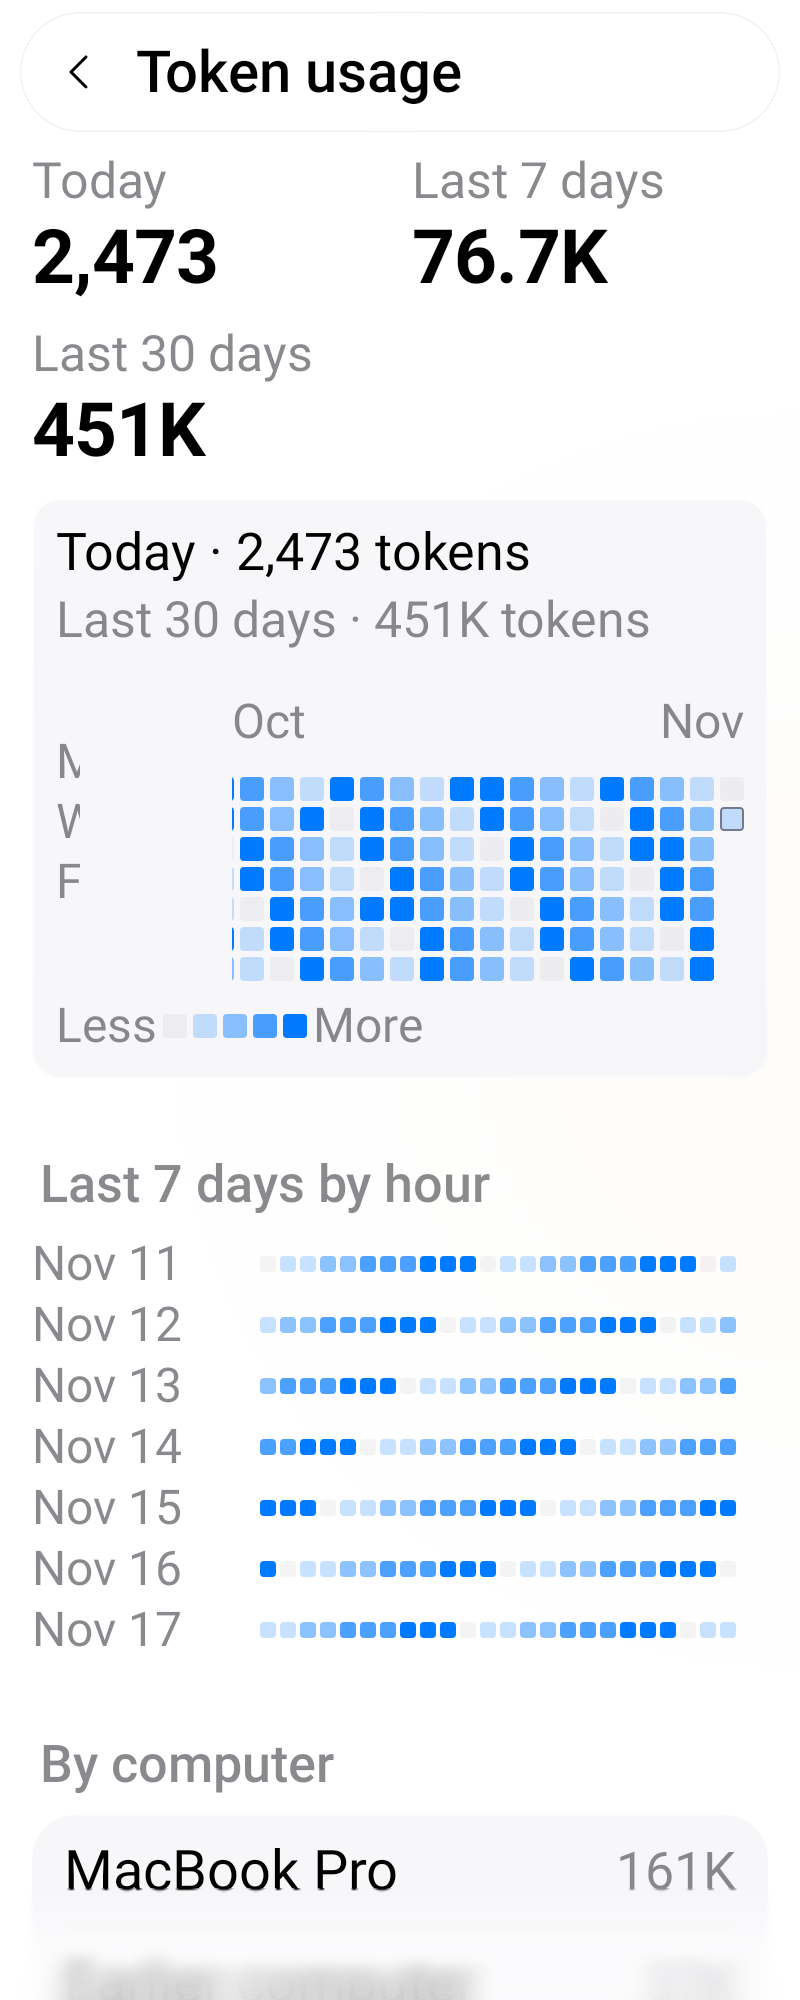 Token usage
Today
2,473
Last 7 days
76.7K
Last 30 days
451K
Today · 2,473 tokens
Last 30 days · 451K tokens
Oct Nov
M
W
F
Less More
Last 7 days by hour
Nov 11
Nov 12
Nov 13
Nov 14
Nov 15
Nov 16
Nov 17
By computer
MacBook Pro 161K
Earlier computer